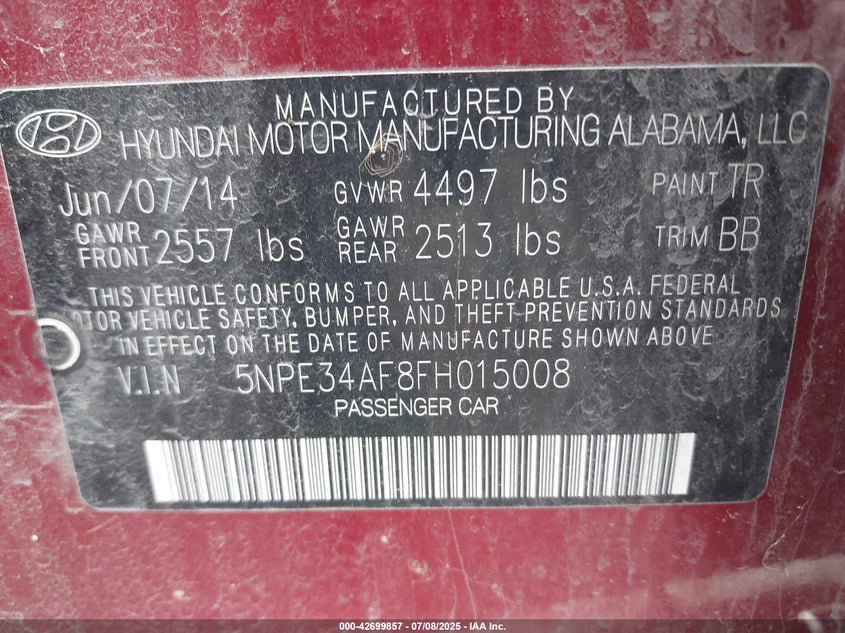 MANUFACTURED BY
HYUNDAI MOTOR MANUFACTURING ALABAMA, LLC
Jun/07/14 GVWR 4497 lbs PAINT TR
GAWR FRONT 2557 lbs GAWR REAR 2513 lbs TRIM BB
THIS VEHICLE CONFORMS TO ALL APPLICABLE U.S.A. FEDERAL
OTOR VEHICLE SAFETY, BUMPER, AND THEFT PREVENTION STANDARDS
IN EFFECT ON THE DATE OF MANUFACTURE SHOWN ABOVE
V.I.N 5NPE34AF8FH015008
PASSENGER CAR
000-42699857 - 07/08/2025 - IAA Inc.